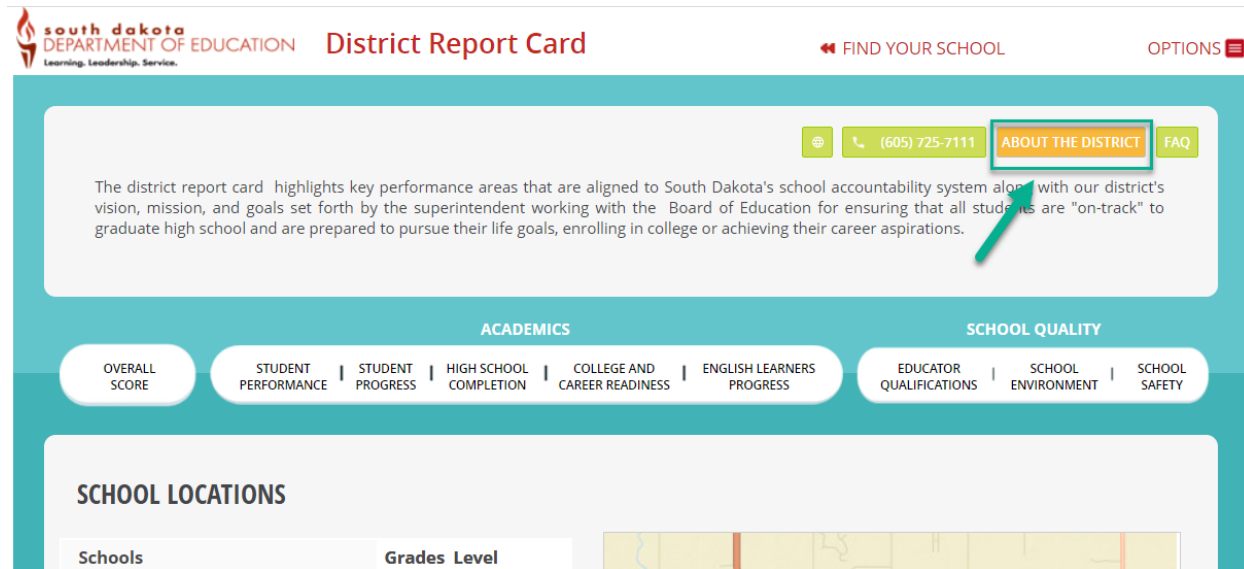 south dakota
DEPARTMENT OF EDUCATION
Learning. Leadership. Service.
District Report Card
FIND YOUR SCHOOL
OPTIONS
(605) 725-7111
ABOUT THE DISTRICT
FAQ
The district report card highlights key performance areas that are aligned to South Dakota's school accountability system along with our district's
vision, mission, and goals set forth by the superintendent working with the Board of Education for ensuring that all students are "on-track" to
graduate high school and are prepared to pursue their life goals, enrolling in college or achieving their career aspirations.
ACADEMICS
SCHOOL QUALITY
OVERALL
SCORE
STUDENT
PERFORMANCE
STUDENT
PROGRESS
HIGH SCHOOL
COMPLETION
COLLEGE AND
CAREER READINESS
ENGLISH LEARNERS
PROGRESS
EDUCATOR
QUALIFICATIONS
SCHOOL
ENVIRONMENT
SCHOOL
SAFETY
SCHOOL LOCATIONS
Schools
Grades Level